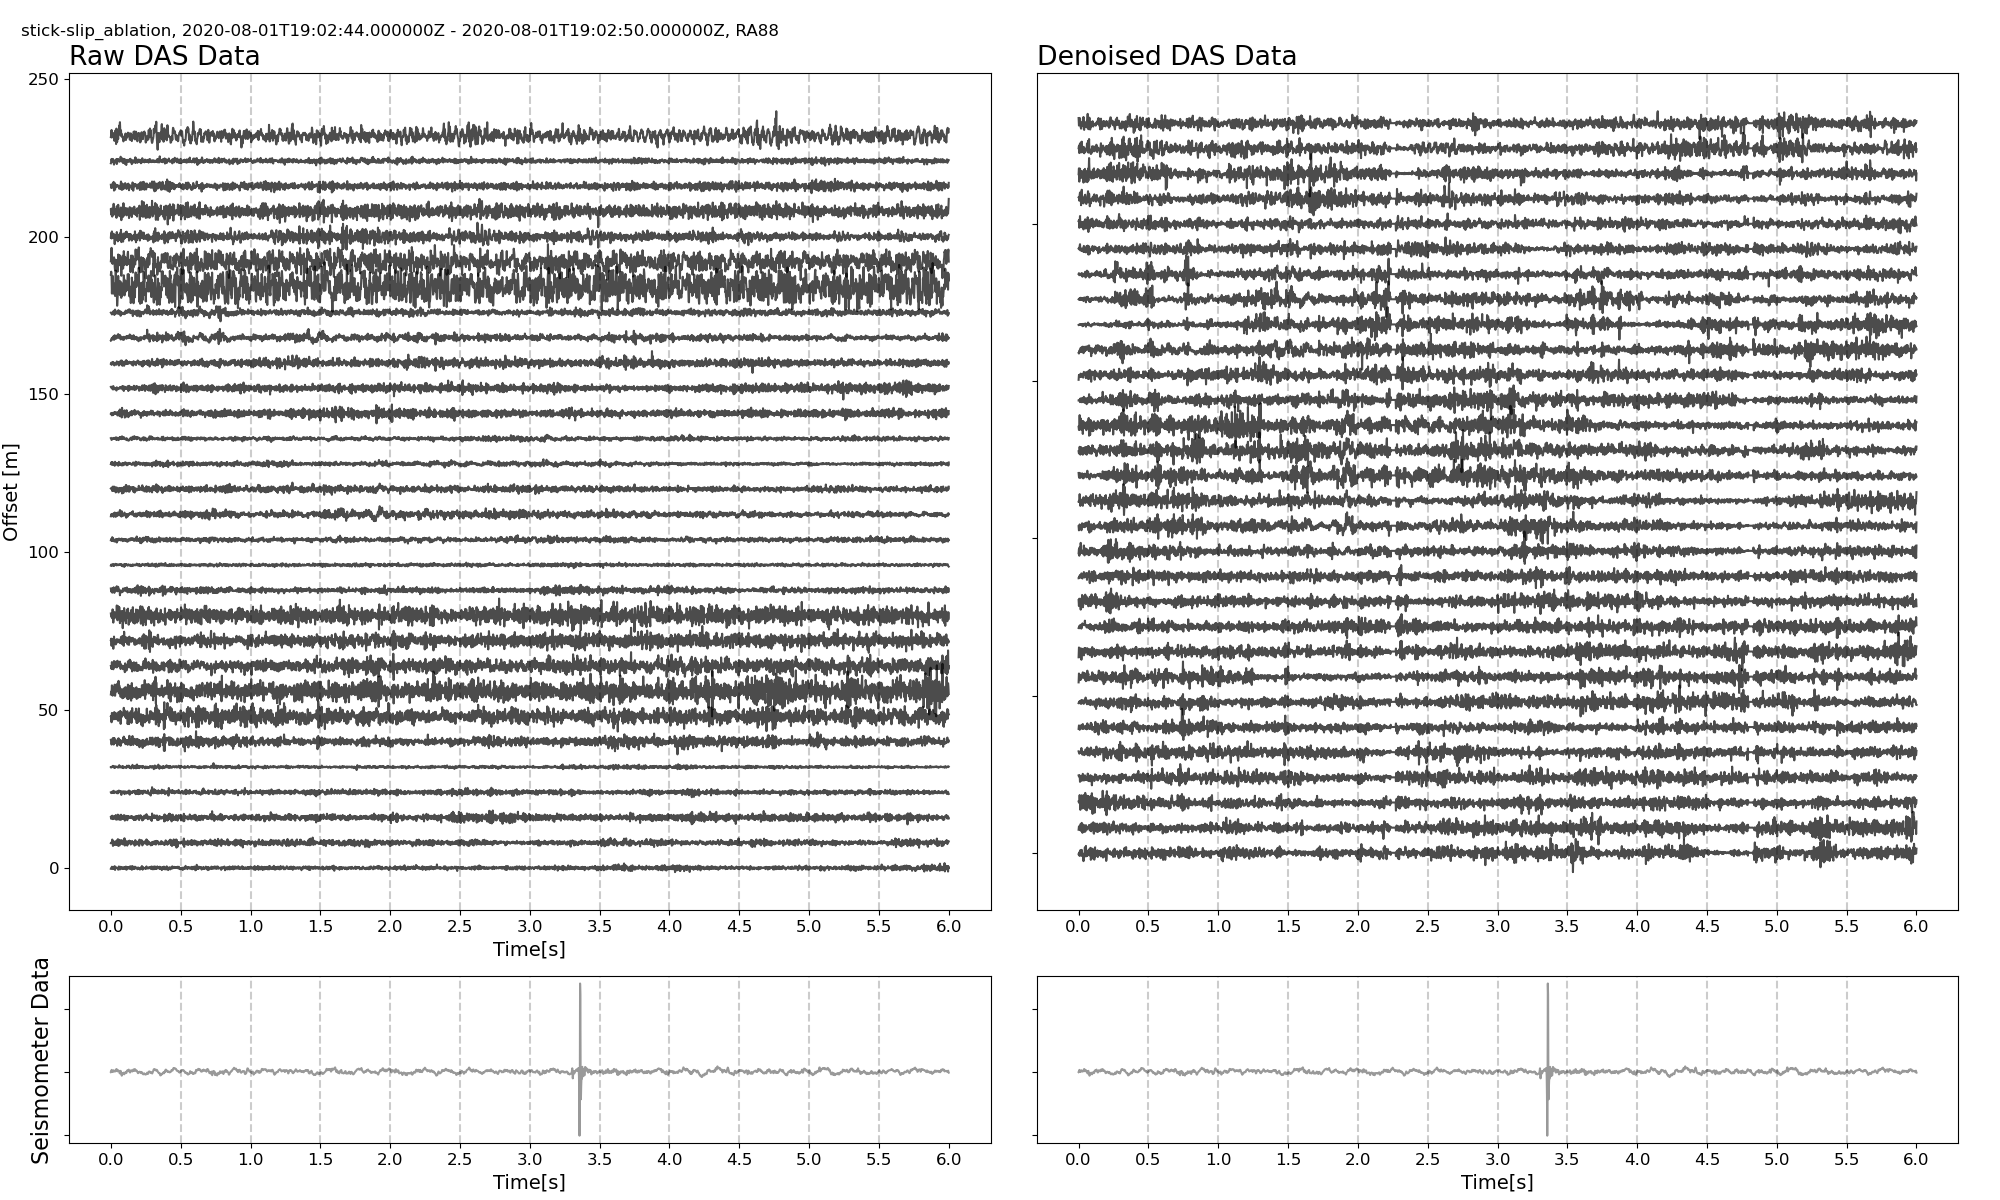 stick-slip_ablation, 2020-08-01T19:02:44.000000Z - 2020-08-01T19:02:50.000000Z, RA88
Raw DAS Data
Denoised DAS Data
Offset [m]
250
200
150
100
50
0
0.0 0.5 1.0 1.5 2.0 2.5 3.0 3.5 4.0 4.5 5.0 5.5 6.0
Time[s]
0.0 0.5 1.0 1.5 2.0 2.5 3.0 3.5 4.0 4.5 5.0 5.5 6.0
Seismometer Data
0.0 0.5 1.0 1.5 2.0 2.5 3.0 3.5 4.0 4.5 5.0 5.5 6.0
Time[s]
0.0 0.5 1.0 1.5 2.0 2.5 3.0 3.5 4.0 4.5 5.0 5.5 6.0
Time[s]